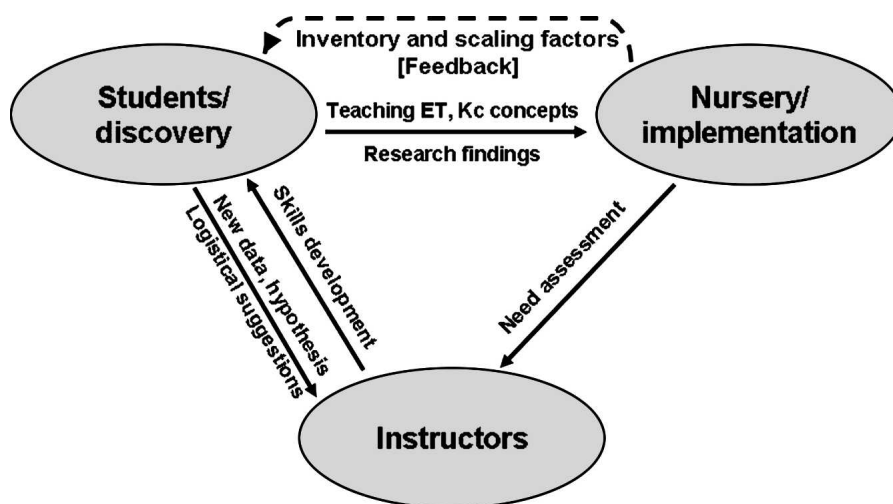 Inventory and scaling factors
[Feedback]
Students/
discovery
Nursery/
implementation
Teaching ET, Kc concepts
Research findings
Skills development
New data, hypothesis
Logistical suggestions
Need assessment
Instructors